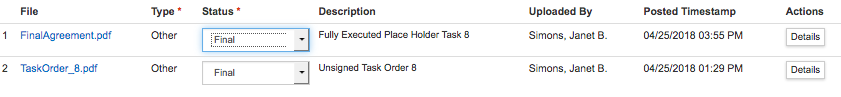 File Type * Status * Description Uploaded By Posted Timestamp Actions
1 FinalAgreement.pdf Other Final Fully Executed Place Holder Task 8 Simons, Janet B. 04/25/2018 03:55 PM Details
2 TaskOrder_8.pdf Other Final Unsigned Task Order 8 Simons, Janet B. 04/25/2018 01:29 PM Details